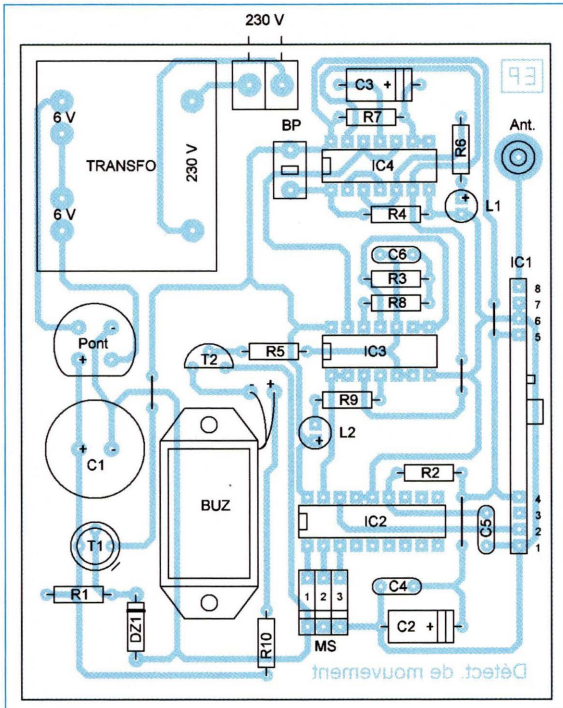 230 V
EP
C3 +
R7
6 V
BP
Ant.
TRANSFO
230 V
IC4
R6
+
L1
6 V
R4
IC1
C6
8
R3
7
R8
6
5
Pont
-
+
T2
R5
IC3
- +
R9
C1
+
-
L2
+
R2
BUZ
4
3
IC2
C5
2
T1
1
R1
1 2 3
C4
DZ1
R10
C2 +
MS
Détect. de mouvement